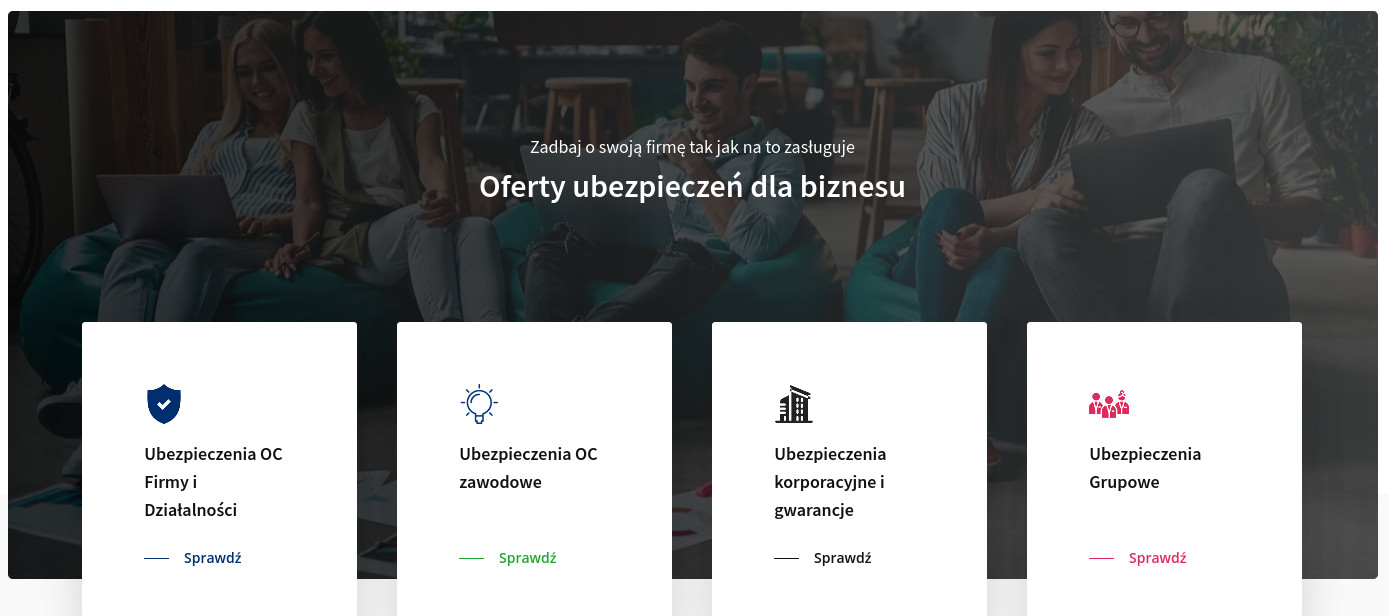 Zadbaj o swoją firmę tak jak na to zasługuje
Oferty ubezpieczeń dla biznesu
Ubezpieczenia OC
Firmy i
Działalności
Sprawdź
Ubezpieczenia OC
zawodowe
Sprawdź
Ubezpieczenia
korporacyjne i
gwarancje
Sprawdź
Ubezpieczenia
Grupowe
Sprawdź